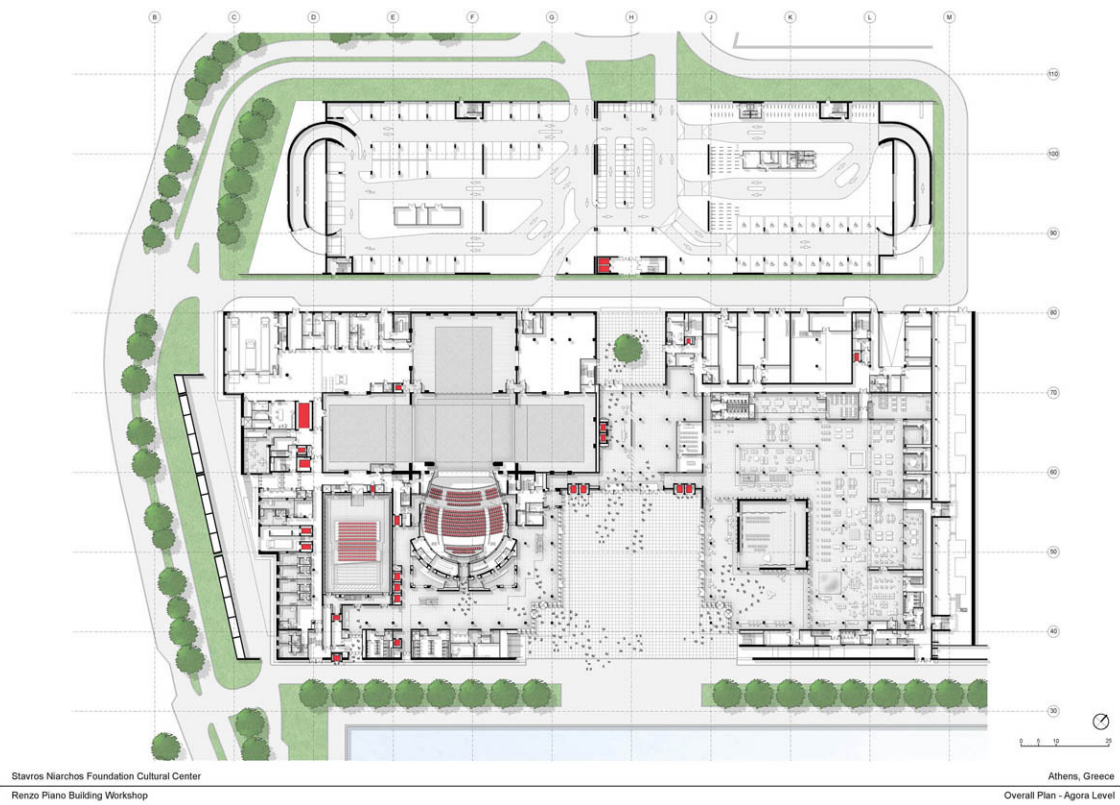 B C D E F G H J K L M
110
100
90
80
70
60
50
40
30
0 5 10 25
Stavros Niarchos Foundation Cultural Center
Athens, Greece
Renzo Piano Building Workshop
Overall Plan - Agora Level